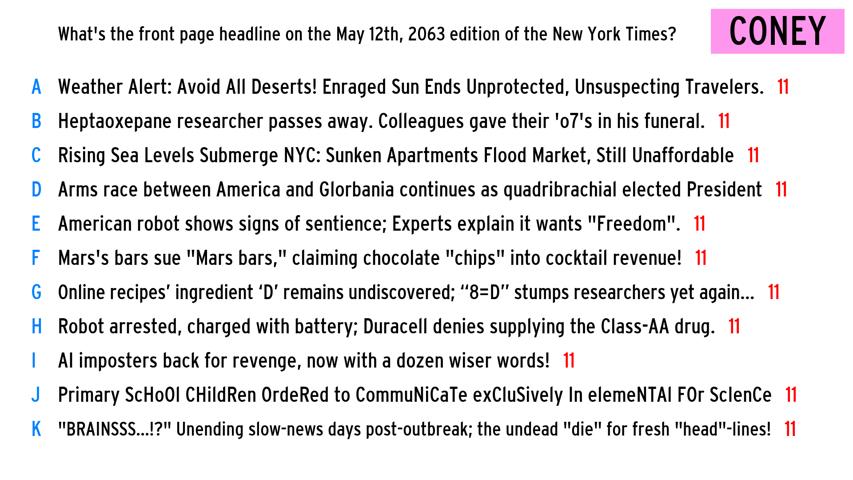 What's the front page headline on the May 12th, 2063 edition of the New York Times?
CONEY
A Weather Alert: Avoid All Deserts! Enraged Sun Ends Unprotected, Unsuspecting Travelers. 11
B Heptaoxepane researcher passes away. Colleagues gave their 'o7's in his funeral. 11
C Rising Sea Levels Submerge NYC: Sunken Apartments Flood Market, Still Unaffordable 11
D Arms race between America and Glorbania continues as quadribrachial elected President 11
E American robot shows signs of sentience; Experts explain it wants "Freedom". 11
F Mars's bars sue "Mars bars," claiming chocolate "chips" into cocktail revenue! 11
G Online recipes’ ingredient ‘D’ remains undiscovered; “8=D” stumps researchers yet again... 11
H Robot arrested, charged with battery; Duracell denies supplying the Class-AA drug. 11
I AI imposters back for revenge, now with a dozen wiser words! 11
J Primary ScHoOl CHildRen OrdeRed to CommuNiCaTe exCluSively In elemeNTAl FOr ScIenCe 11
K "BRAINSSS...!?" Unending slow-news days post-outbreak; the undead "die" for fresh "head"-lines! 11